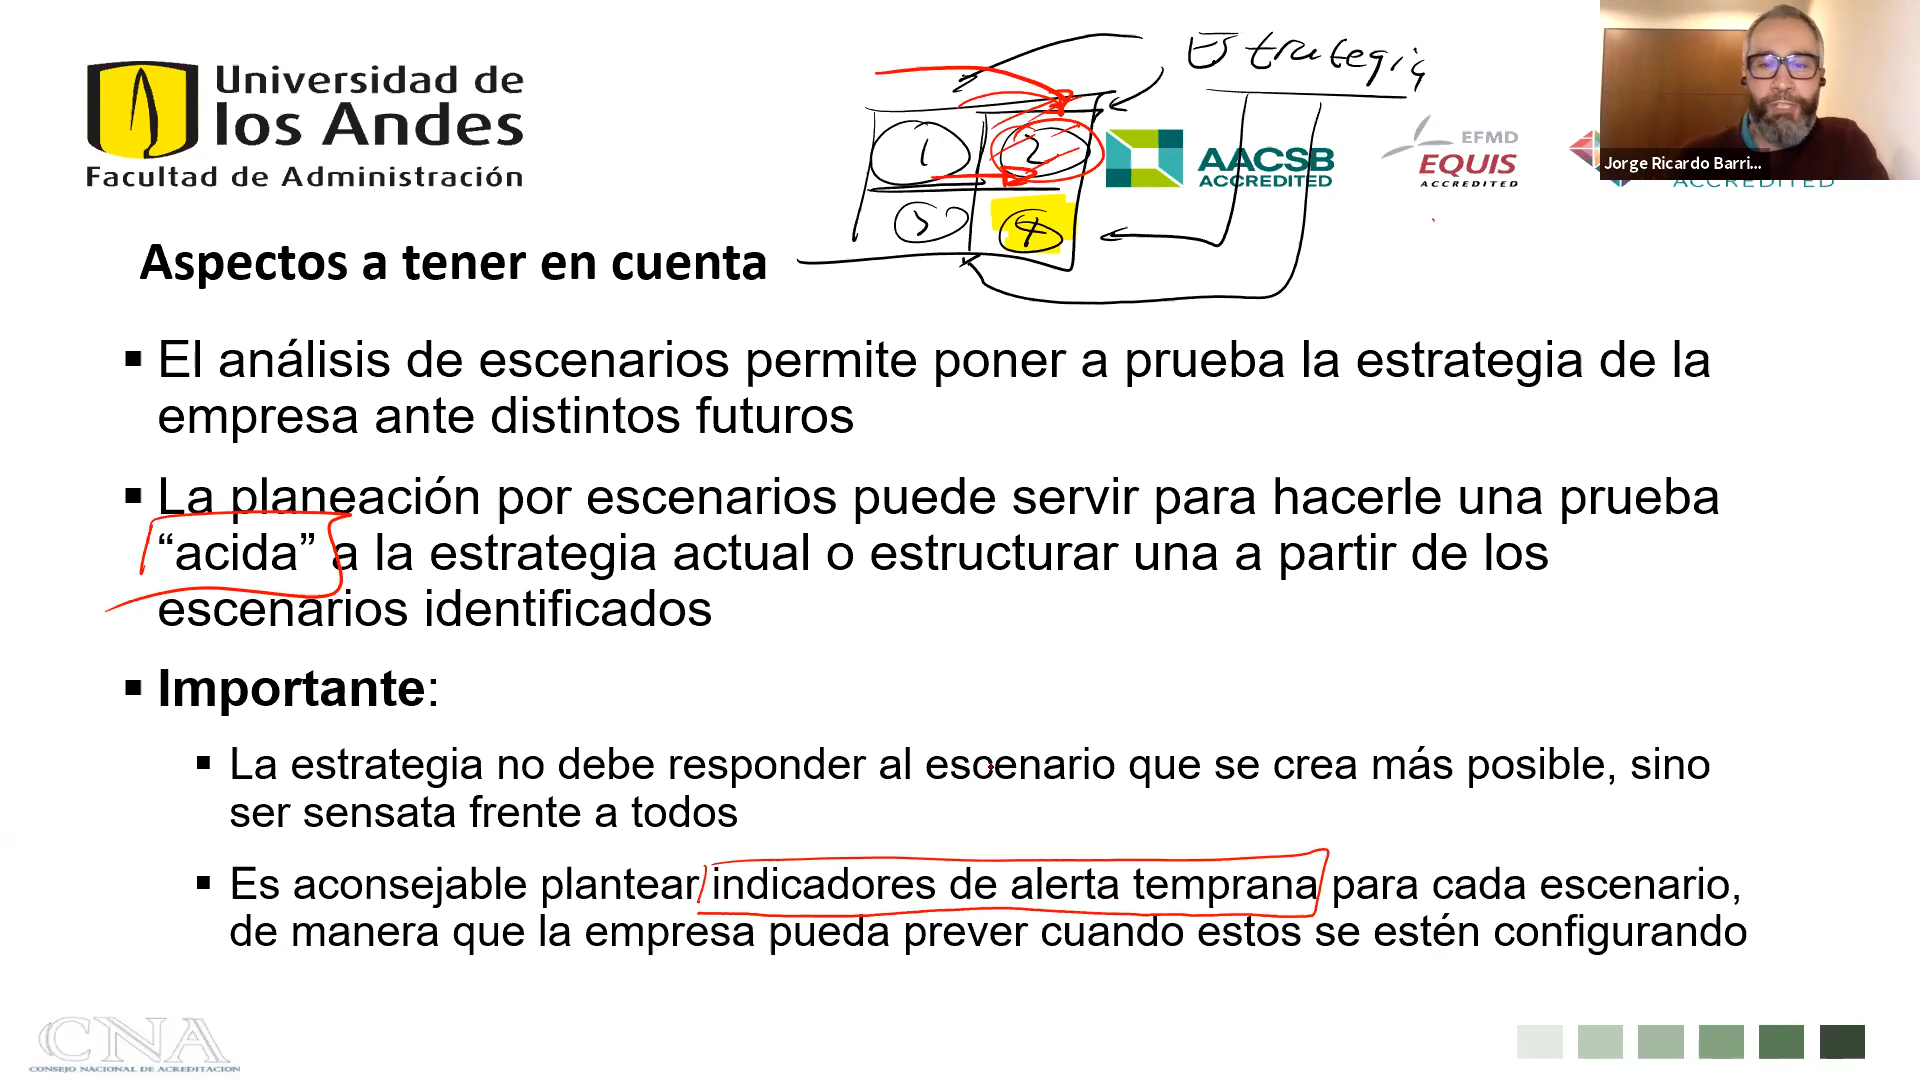 Universidad de
los Andes
Facultad de Administración
Estrategia
1
2
3
4
AACSB
ACCREDITED
EFMD
EQUIS
ACCREDITED
ACCREDITED
Jorge Ricardo Barri...
Aspectos a tener en cuenta
▪ El análisis de escenarios permite poner a prueba la estrategia de la
empresa ante distintos futuros
▪ La planeación por escenarios puede servir para hacerle una prueba
“acida” a la estrategia actual o estructurar una a partir de los
escenarios identificados
▪ Importante:
▪ La estrategia no debe responder al escenario que se crea más posible, sino
ser sensata frente a todos
▪ Es aconsejable plantear indicadores de alerta temprana para cada escenario,
de manera que la empresa pueda prever cuando estos se estén configurando
CNA
CONSEJO NACIONAL DE ACREDITACION